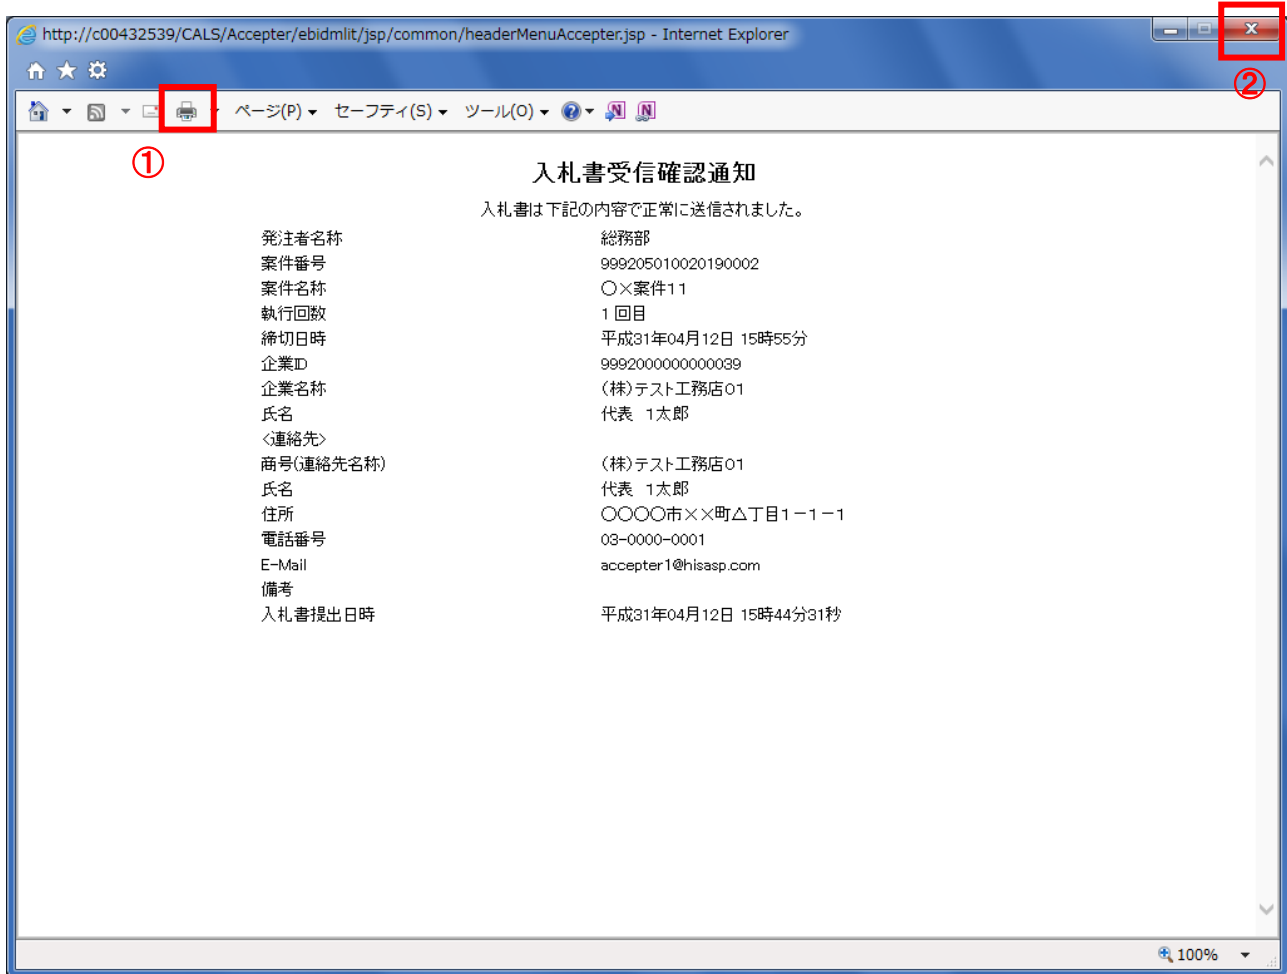 http://c00432539/CALS/Accepter/ebidmlit/jsp/common/headerMenuAccepter.jsp - Internet Explorer
②
ページ(P) セーフティ(S) ツール(O)
①
入札書受信確認通知
入札書は下記の内容で正常に送信されました。
発注者名称 総務部
案件番号 999205010020190002
案件名称 〇×案件11
執行回数 1回目
締切日時 平成31年04月12日 15時55分
企業ID 9992000000000039
企業名称 (株)テスト工務店01
氏名 代表 1太郎
<連絡先>
商号(連絡先名称) (株)テスト工務店01
氏名 代表 1太郎
住所 〇〇〇〇市××町△丁目1-1-1
電話番号 03-0000-0001
E-Mail accepter1@hisasp.com
備考
入札書提出日時 平成31年04月12日 15時44分31秒
100%